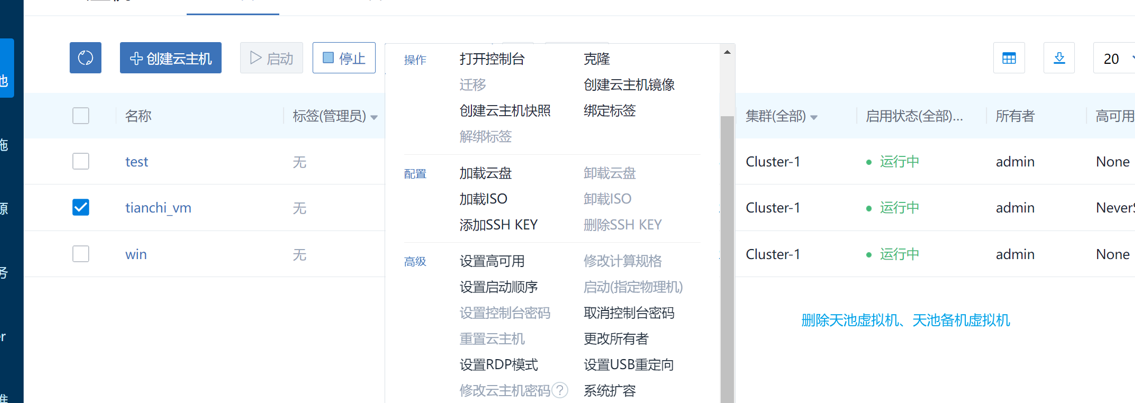 创建云主机 启动 停止 20
操作 打开控制台 克隆
迁移 创建云主机镜像
创建云主机快照 绑定标签
解绑标签
名称 标签(管理员) 集群(全部) 启用状态(全部)... 所有者 高可用
test 无 Cluster-1 运行中 admin None
tianchi_vm 无 Cluster-1 运行中 admin NeverS
win 无 Cluster-1 运行中 admin None
配置 加载云盘 卸载云盘
加载ISO 卸载ISO
添加SSH KEY 删除SSH KEY
高级 设置高可用 修改计算规格
设置启动顺序 启动(指定物理机)
设置控制台密码 取消控制台密码
重置云主机 更改所有者
设置RDP模式 设置USB重定向
修改云主机密码? 系统扩容
删除天池虚拟机、天池备机虚拟机
池
施
源
务
er